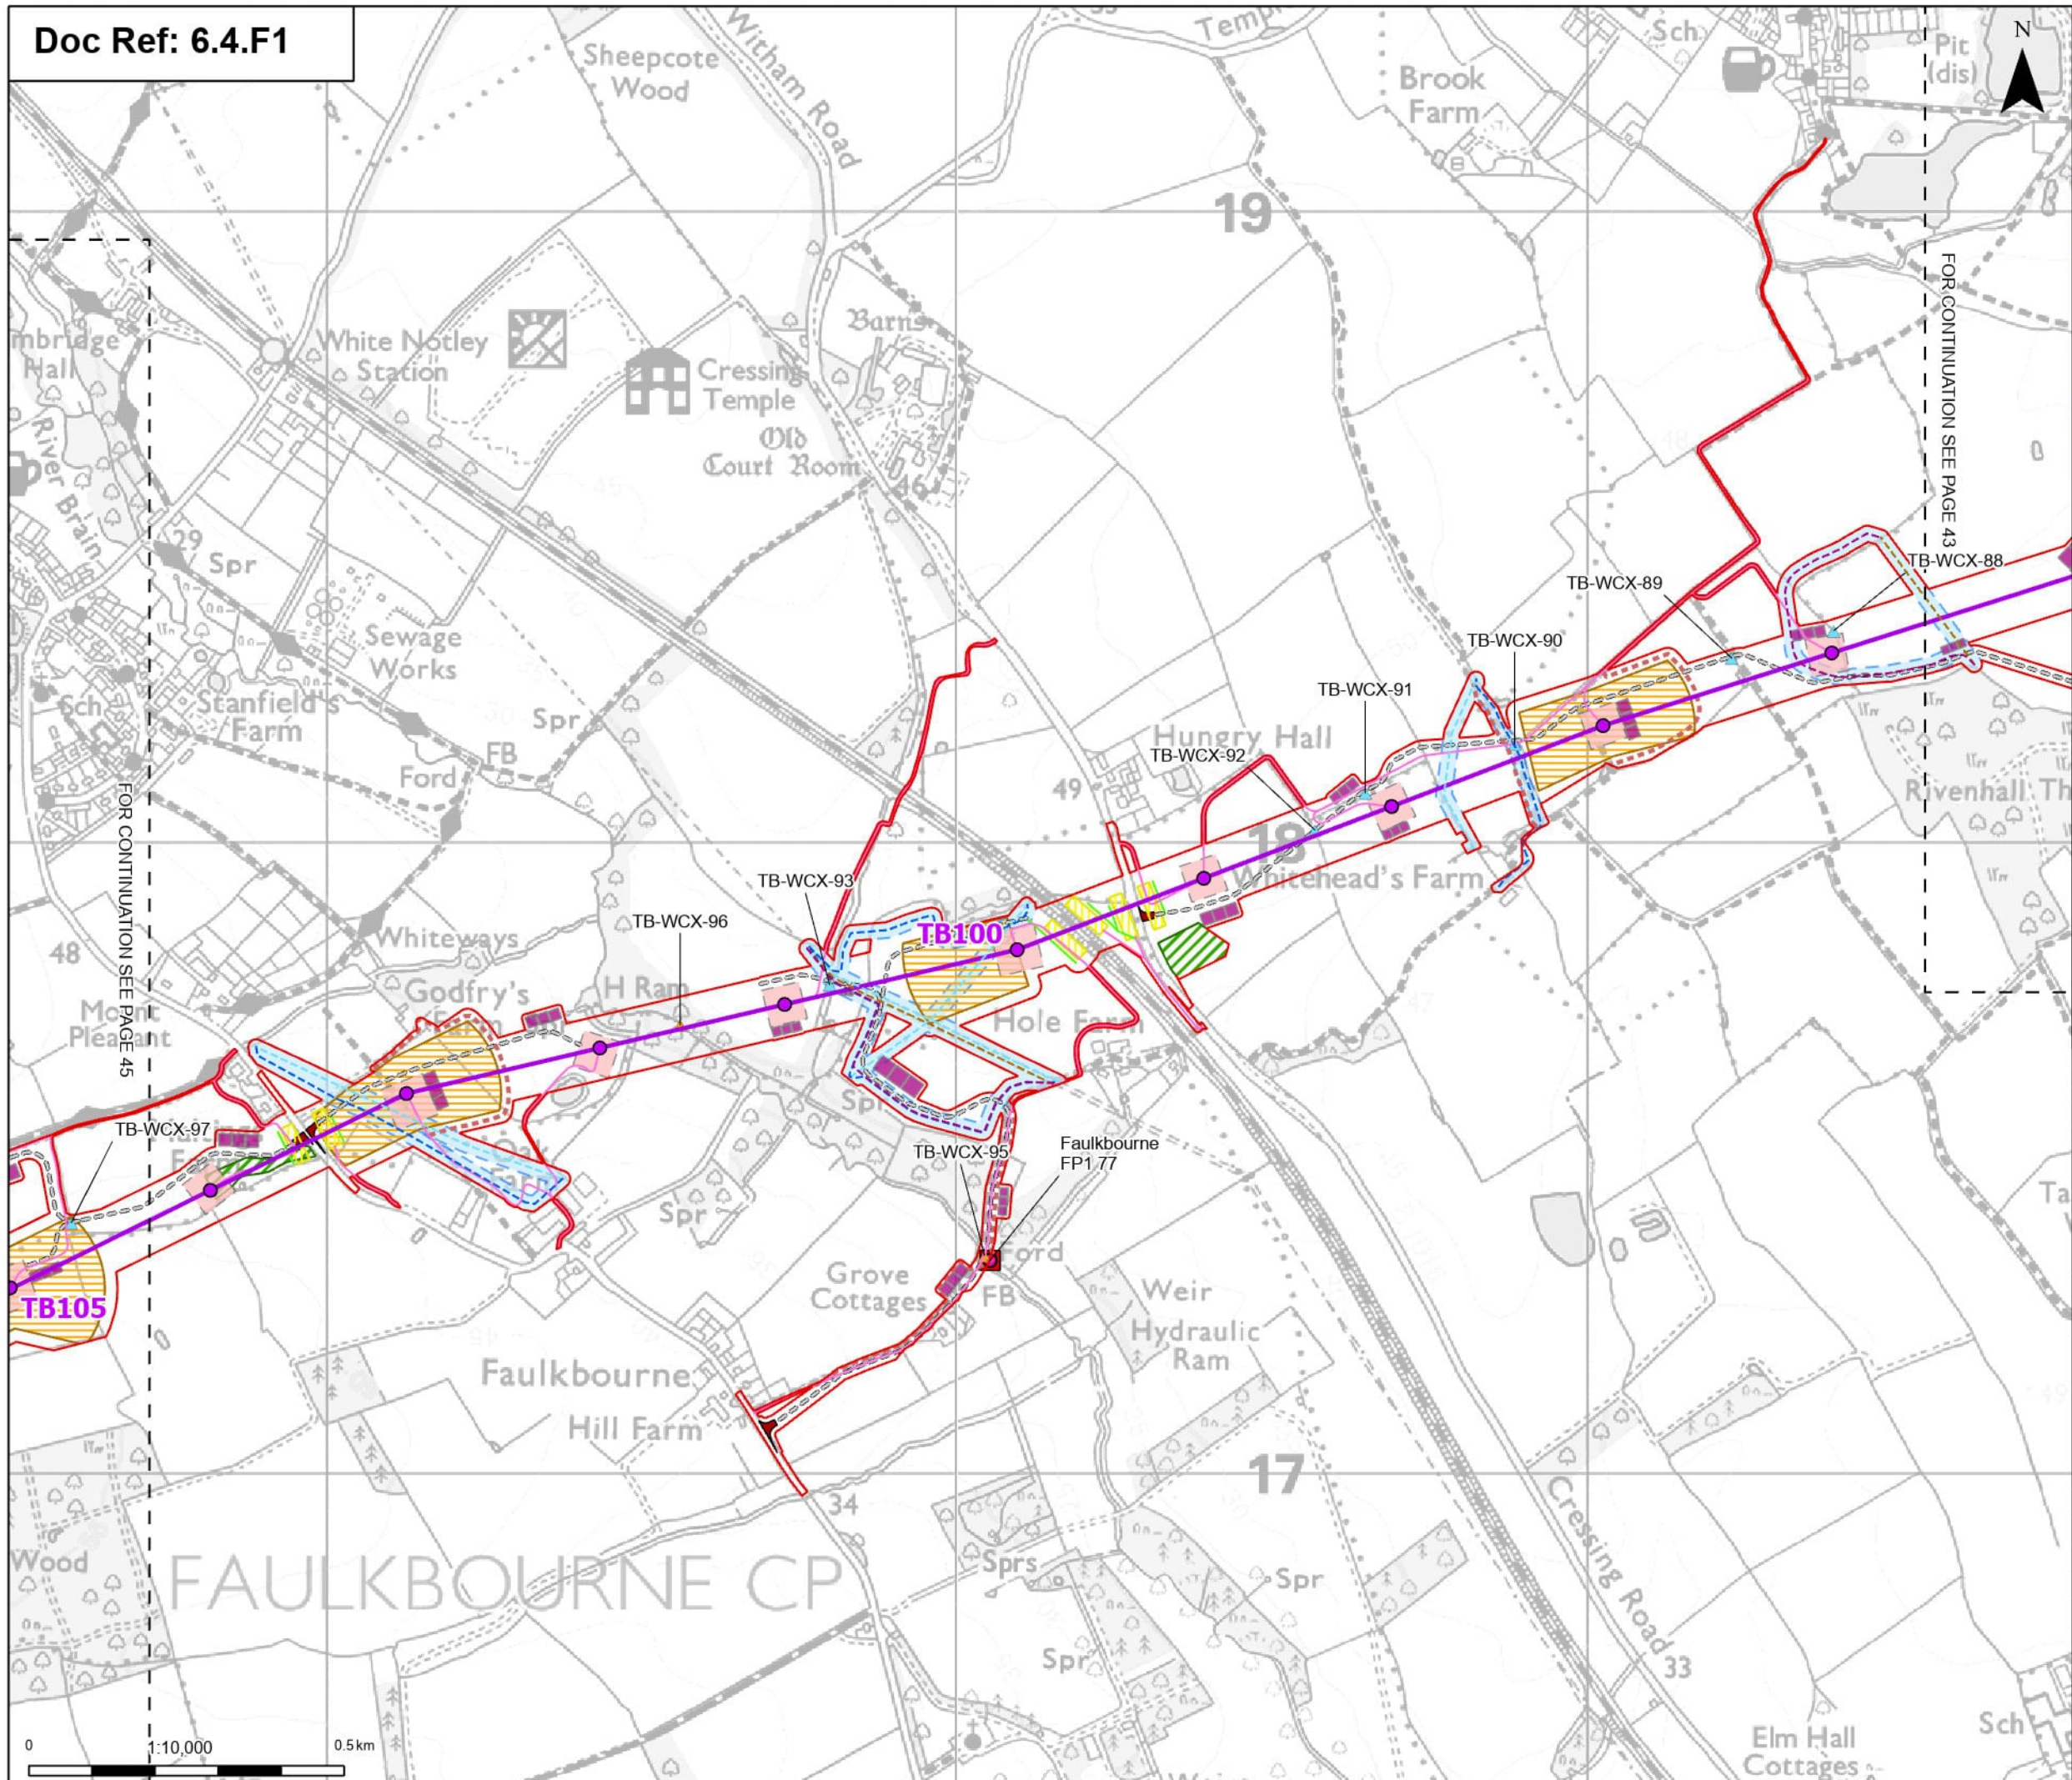 Doc Ref: 6.4.F1
N
Sheepcote
Wood
Witham Road
Sch
Pit
(dis)
Brook
Farm
19
FOR CONTINUATION SEE PAGE 43
White Notley
Station
Barns
Cressing
Temple
Old
Court Room
46
Hall
River Brain
29
Spr
Sewage
Works
Stanfield's
Farm
Sch
Spr
FB
Ford
TB-WCX-88
TB-WCX-89
TB-WCX-90
TB-WCX-91
TB-WCX-92
Hungry Hall
49
18
Whitehead's Farm
FOR CONTINUATION SEE PAGE 45
48
Whiteways
TB-WCX-93
TB-WCX-96
TB100
H Ram
Godfry's
Mount
Pleasant
Hole Farm
47
TB-WCX-97
TB-WCX-95
Faulkbourne
FP1 77
Spr
TB105
Grove
Cottages
Ford
FB
Weir
Hydraulic
Ram
Faulkbourne
Hill Farm
34
17
Cressing Road
33
Wood
FAULKBOURNE CP
Sprs
Spr
Spr
Elm Hall
Cottages
Sch
0
1:10,000
0.5 km